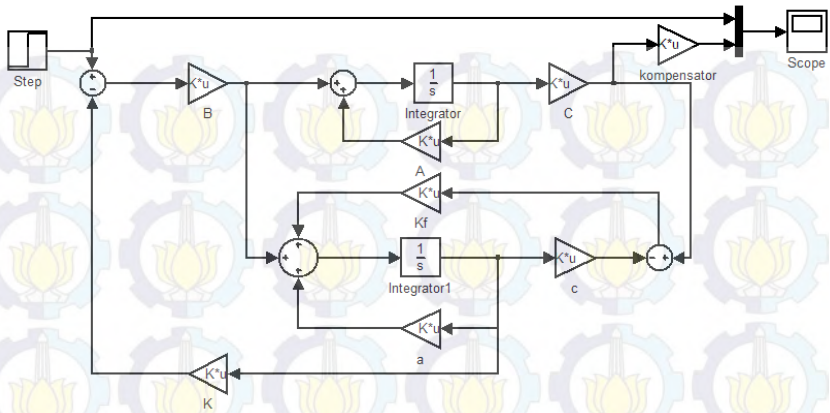 K*u
kompensator
Scope
Step
+
-
K*u
B
+
+
1
s
Integrator
K*u
C
K*u
A
K*u
Kf
+
+
+
1
s
Integrator1
K*u
c
-
+
K*u
a
K*u
K